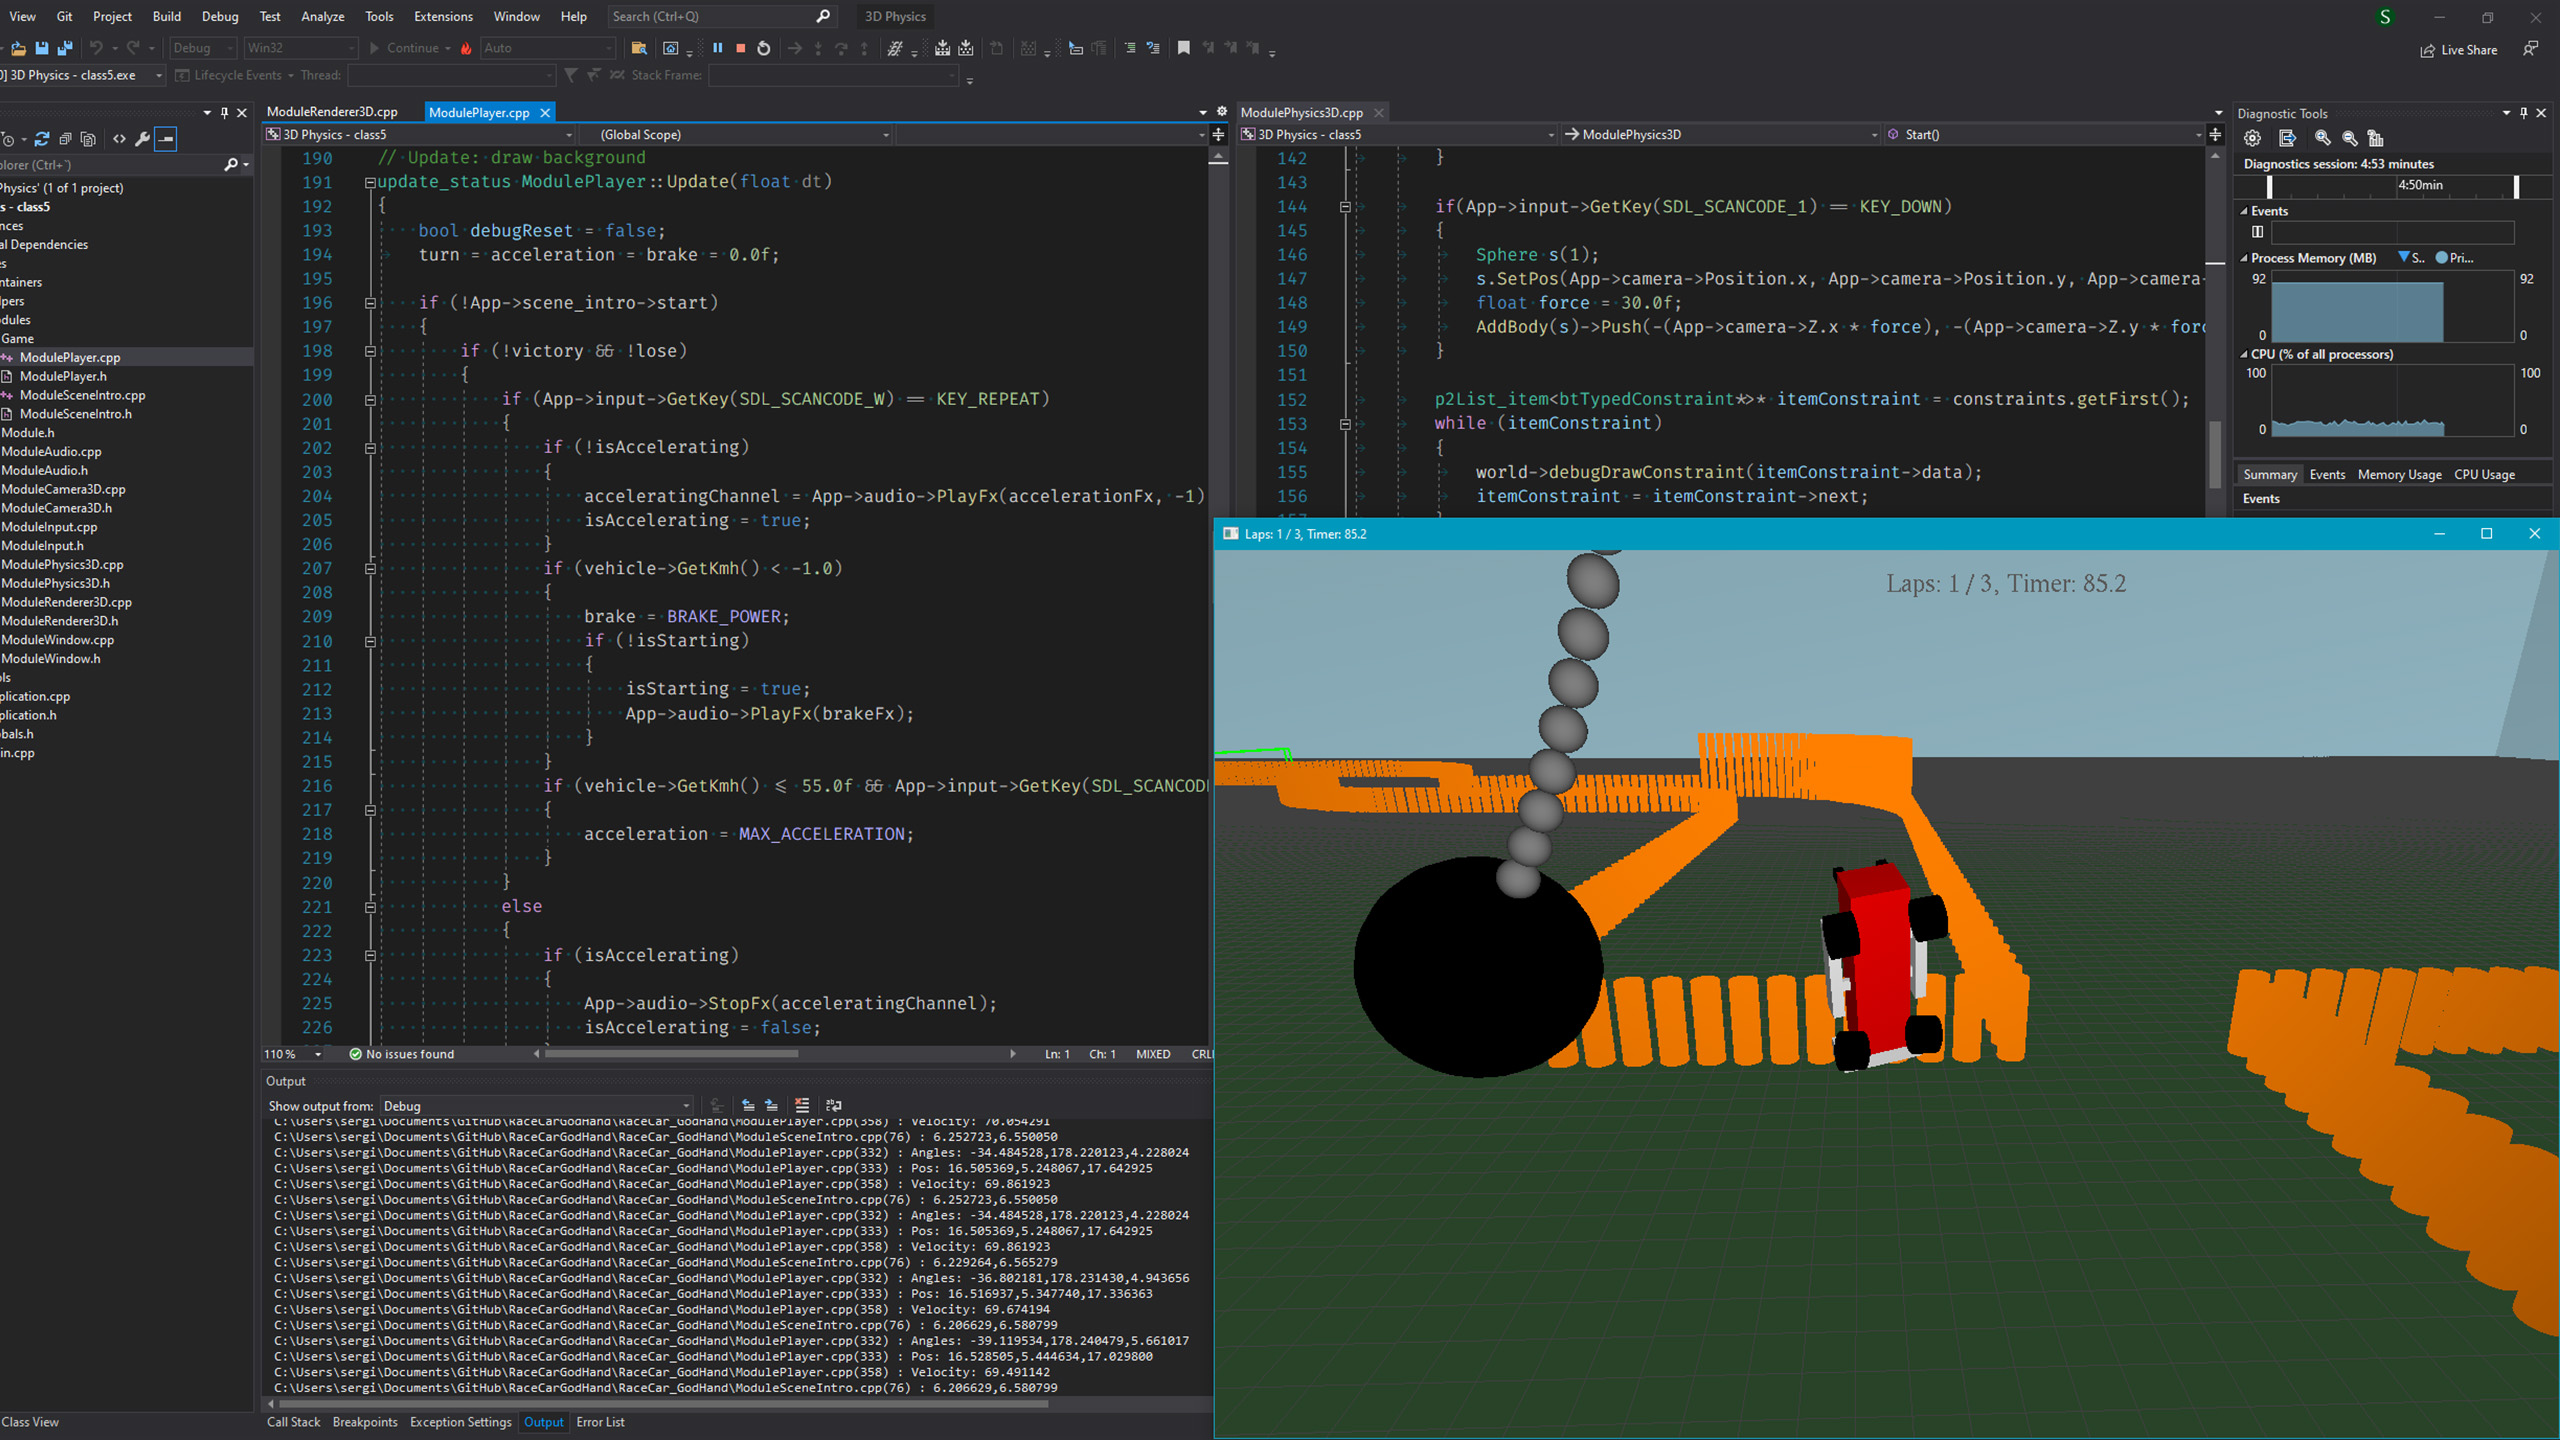 View Git Project Build Debug Test Analyze Tools Extensions Window Help Search (Ctrl+Q) 3D Physics S
Debug Win32 Continue Auto Live Share
0] 3D Physics - class5.exe Lifecycle Events Thread: Stack Frame:
plorer (Ctrl+¨)
Physics' (1 of 1 project)
s - class5
nces
al Dependencies
es
ntainers
lpers
dules
Game
ModulePlayer.cpp
ModulePlayer.h
ModuleSceneIntro.cpp
ModuleSceneIntro.h
Module.h
ModuleAudio.cpp
ModuleAudio.h
ModuleCamera3D.cpp
ModuleCamera3D.h
ModuleInput.cpp
ModuleInput.h
ModulePhysics3D.cpp
ModulePhysics3D.h
ModuleRenderer3D.cpp
ModuleRenderer3D.h
ModuleWindow.cpp
ModuleWindow.h
ols
plication.cpp
plication.h
obals.h
in.cpp
Class View
ModuleRenderer3D.cpp ModulePlayer.cpp
3D Physics - class5 (Global Scope)
190 // Update: draw background
191 update_status ModulePlayer::Update(float dt)
192 {
193 bool debugReset = false;
194 turn = acceleration = brake = 0.0f;
195
196 if (!App->scene_intro->start)
197 {
198 if (!victory && !lose)
199 {
200 if (App->input->GetKey(SDL_SCANCODE_W) == KEY_REPEAT)
201 {
202 if (!isAccelerating)
203 {
204 acceleratingChannel = App->audio->PlayFx(accelerationFx, -1)
205 isAccelerating = true;
206 }
207 if (vehicle->GetKmh() < -1.0)
208 {
209 brake = BRAKE_POWER;
210 if (!isStarting)
211 {
212 isStarting = true;
213 App->audio->PlayFx(brakeFx);
214 }
215 }
216 if (vehicle->GetKmh() <= 55.0f && App->input->GetKey(SDL_SCANCOD
217 {
218 acceleration = MAX_ACCELERATION;
219 }
220 }
221 else
222 {
223 if (isAccelerating)
224 {
225 App->audio->StopFx(acceleratingChannel);
226 isAccelerating = false;
110 % No issues found Ln: 1 Ch: 1 MIXED CRL
ModulePhysics3D.cpp
3D Physics - class5 ModulePhysics3D Start()
142 }
143
144 if(App->input->GetKey(SDL_SCANCODE_1) == KEY_DOWN)
145 {
146 Sphere s(1);
147 s.SetPos(App->camera->Position.x, App->camera->Position.y, App->camera-
148 float force = 30.0f;
149 AddBody(s)->Push(-(App->camera->Z.x * force), -(App->camera->Z.y * forc
150 }
151
152 p2List_item<btTypedConstraint*>* itemConstraint = constraints.getFirst();
153 while (itemConstraint)
154 {
155 world->debugDrawConstraint(itemConstraint->data);
156 itemConstraint = itemConstraint->next;
Diagnostic Tools
Diagnostics session: 4:53 minutes
4:50min
Events
Process Memory (MB) S.. Pri...
92 92
0 0
CPU (% of all processors)
100 100
0 0
Summary Events Memory Usage CPU Usage
Events
Laps: 1 / 3, Timer: 85.2
Laps: 1 / 3, Timer: 85.2
Output
Show output from: Debug
C:\Users\sergi\Documents\GitHub\RaceCarGodHand\RaceCar_GodHand\ModulePlayer.cpp(358) : Velocity: 70.054291
C:\Users\sergi\Documents\GitHub\RaceCarGodHand\RaceCar_GodHand\ModuleSceneIntro.cpp(76) : 6.252723,6.550050
C:\Users\sergi\Documents\GitHub\RaceCarGodHand\RaceCar_GodHand\ModulePlayer.cpp(332) : Angles: -34.484528,178.220123,4.228024
C:\Users\sergi\Documents\GitHub\RaceCarGodHand\RaceCar_GodHand\ModulePlayer.cpp(333) : Pos: 16.505369,5.248067,17.642925
C:\Users\sergi\Documents\GitHub\RaceCarGodHand\RaceCar_GodHand\ModulePlayer.cpp(358) : Velocity: 69.861923
C:\Users\sergi\Documents\GitHub\RaceCarGodHand\RaceCar_GodHand\ModuleSceneIntro.cpp(76) : 6.252723,6.550050
C:\Users\sergi\Documents\GitHub\RaceCarGodHand\RaceCar_GodHand\ModulePlayer.cpp(332) : Angles: -34.484528,178.220123,4.228024
C:\Users\sergi\Documents\GitHub\RaceCarGodHand\RaceCar_GodHand\ModulePlayer.cpp(333) : Pos: 16.505369,5.248067,17.642925
C:\Users\sergi\Documents\GitHub\RaceCarGodHand\RaceCar_GodHand\ModulePlayer.cpp(358) : Velocity: 69.861923
C:\Users\sergi\Documents\GitHub\RaceCarGodHand\RaceCar_GodHand\ModuleSceneIntro.cpp(76) : 6.229264,6.565279
C:\Users\sergi\Documents\GitHub\RaceCarGodHand\RaceCar_GodHand\ModulePlayer.cpp(332) : Angles: -36.802181,178.231430,4.943656
C:\Users\sergi\Documents\GitHub\RaceCarGodHand\RaceCar_GodHand\ModulePlayer.cpp(333) : Pos: 16.516937,5.347740,17.336363
C:\Users\sergi\Documents\GitHub\RaceCarGodHand\RaceCar_GodHand\ModulePlayer.cpp(358) : Velocity: 69.674194
C:\Users\sergi\Documents\GitHub\RaceCarGodHand\RaceCar_GodHand\ModuleSceneIntro.cpp(76) : 6.206629,6.580799
C:\Users\sergi\Documents\GitHub\RaceCarGodHand\RaceCar_GodHand\ModulePlayer.cpp(332) : Angles: -39.119534,178.240479,5.661017
C:\Users\sergi\Documents\GitHub\RaceCarGodHand\RaceCar_GodHand\ModulePlayer.cpp(333) : Pos: 16.528505,5.444634,17.029800
C:\Users\sergi\Documents\GitHub\RaceCarGodHand\RaceCar_GodHand\ModulePlayer.cpp(358) : Velocity: 69.491142
C:\Users\sergi\Documents\GitHub\RaceCarGodHand\RaceCar_GodHand\ModuleSceneIntro.cpp(76) : 6.206629,6.580799
Call Stack Breakpoints Exception Settings Output Error List